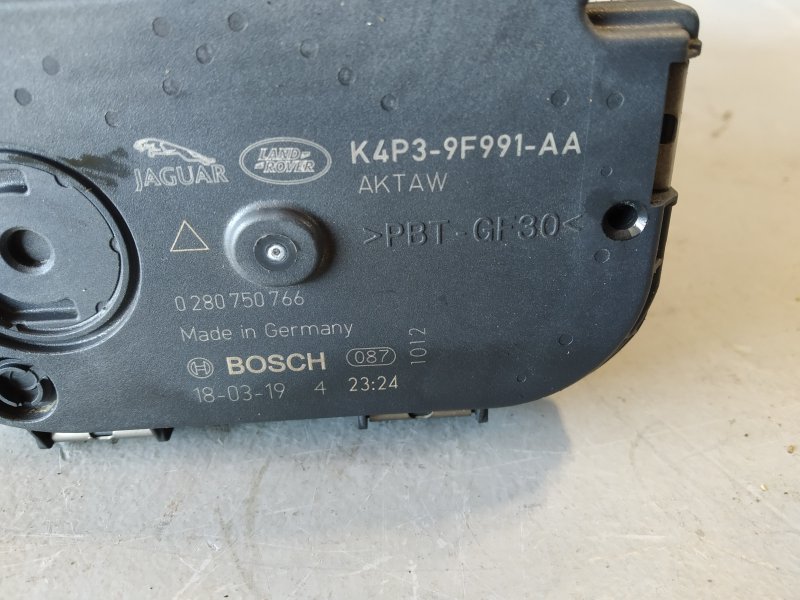 JAGUAR
LAND
ROVER
K4P3-9F991-AA
AKTAW
>PBT-GF30<
0 280 750 766
Made in Germany
BOSCH 087
1012
18-03-19 4 23:24